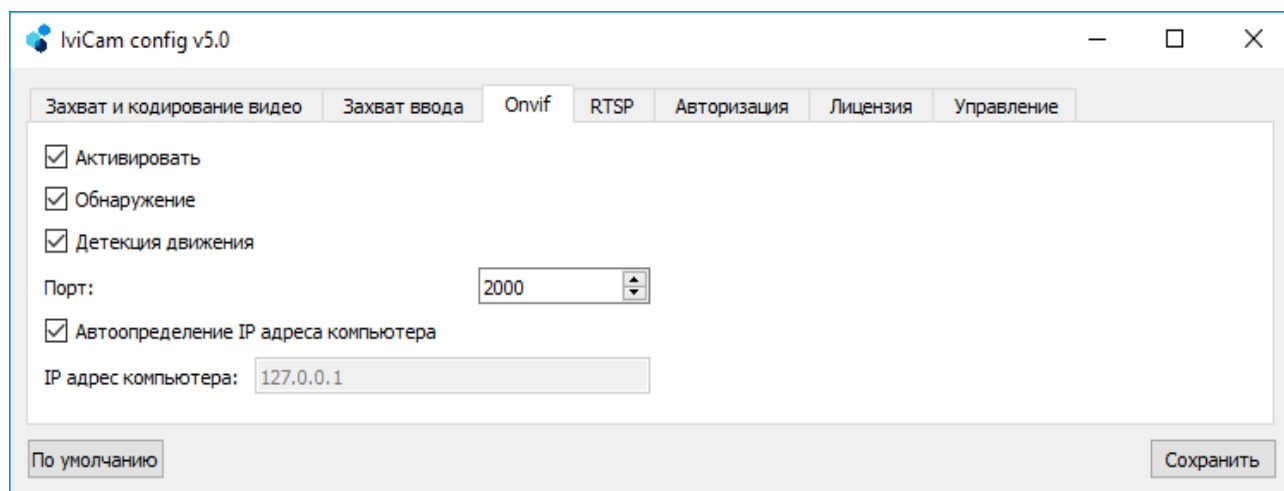 IviCam config v5.0
Захват и кодирование видео Захват ввода Onvif RTSP Авторизация Лицензия Управление
Активировать
Обнаружение
Детекция движения
Порт: 2000
Автоопределение IP адреса компьютера
IP адрес компьютера: 127.0.0.1
По умолчанию Сохранить